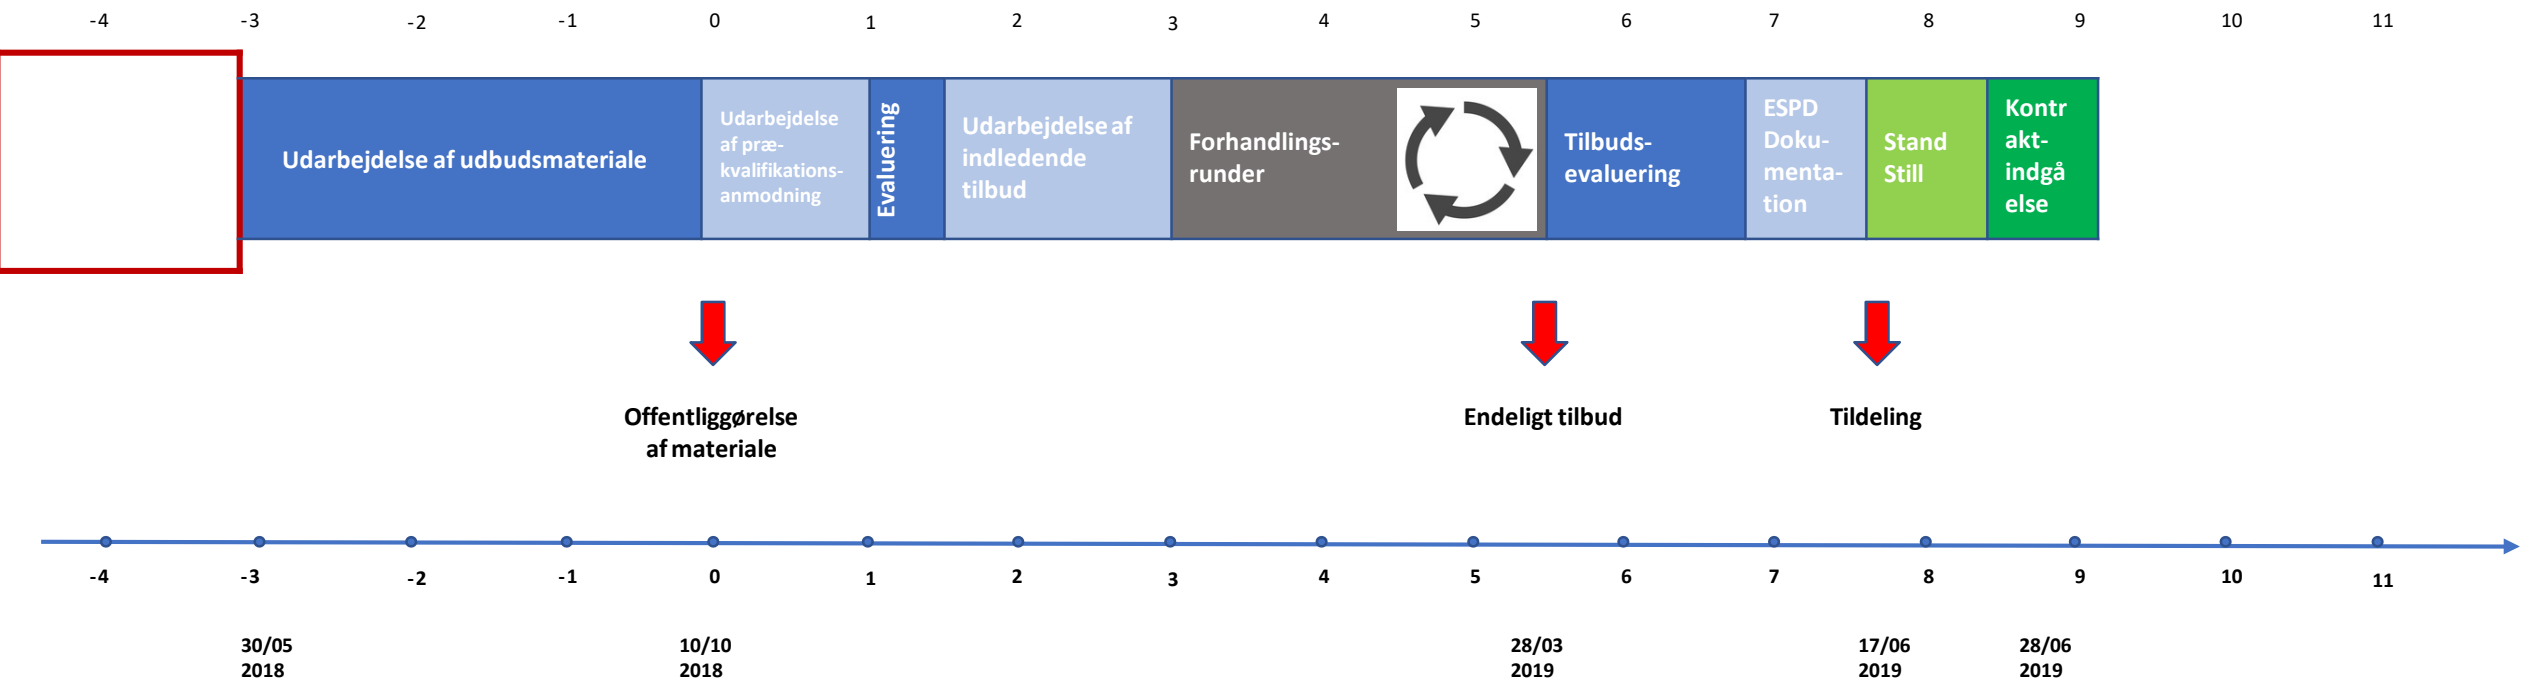 -4 -3 -2 -1 0 1 2 3 4 5 6 7 8 9 10 11
Udarbejdelse af udbudsmateriale
Udarbejdelse
af præ-
kvalifikations-
anmodning
Evaluering
Udarbejdelse af
indledende
tilbud
Forhandlings-
runder
Tilbuds-
evaluering
ESPD
Doku-
menta-
tion
Stand
Still
Kontr
akt-
indgå
else
Offentliggørelse
af materiale
Endeligt tilbud
Tildeling
-4 -3 -2 -1 0 1 2 3 4 5 6 7 8 9 10 11
30/05
2018
10/10
2018
28/03
2019
17/06
2019
28/06
2019